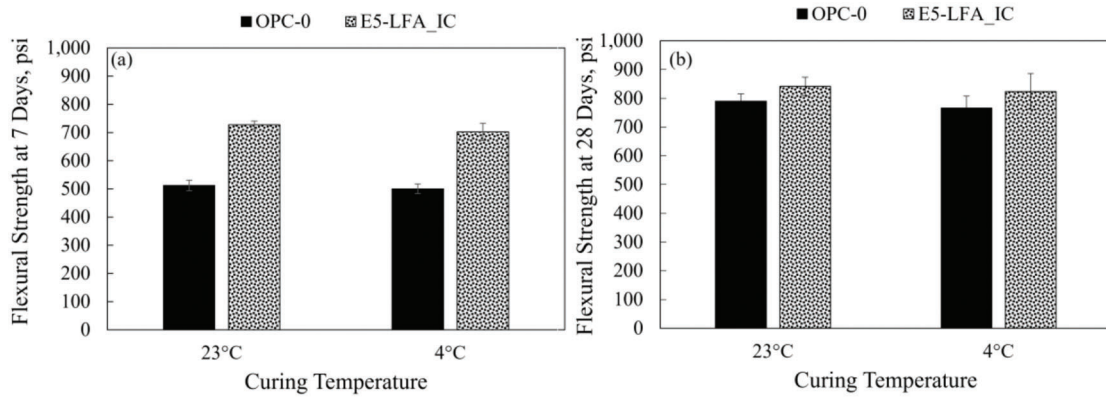 OPC-0 E5-LFA_IC
(a)
Flexural Strength at 7 Days, psi
1,000
900
800
700
600
500
400
300
200
100
0
23°C 4°C
Curing Temperature
OPC-0 E5-LFA_IC
(b)
Flexural Strength at 28 Days, psi
1,000
900
800
700
600
500
400
300
200
100
0
23°C 4°C
Curing Temperature